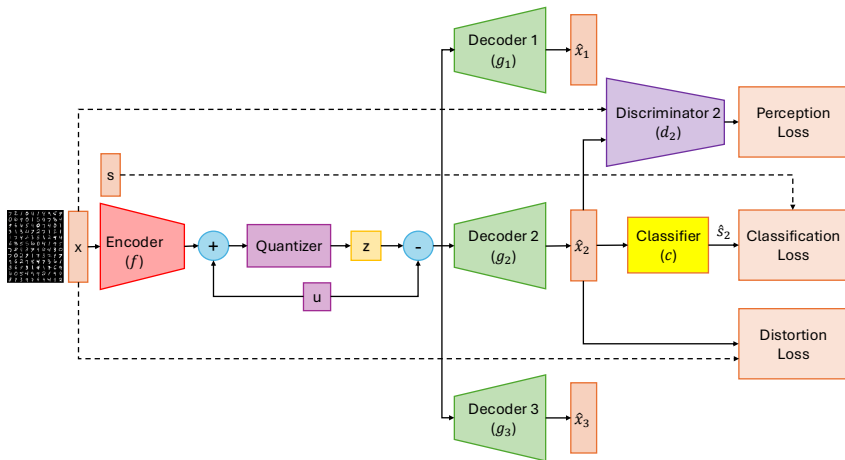 Decoder 1
(g₁)
x̂₁
Discriminator 2
(d₂)
Perception
Loss
s
x
Encoder
(f)
+
Quantizer
z
-
Decoder 2
(g₂)
x̂₂
Classifier
(c)
ŝ₂
Classification
Loss
u
Distortion
Loss
Decoder 3
(g₃)
x̂₃